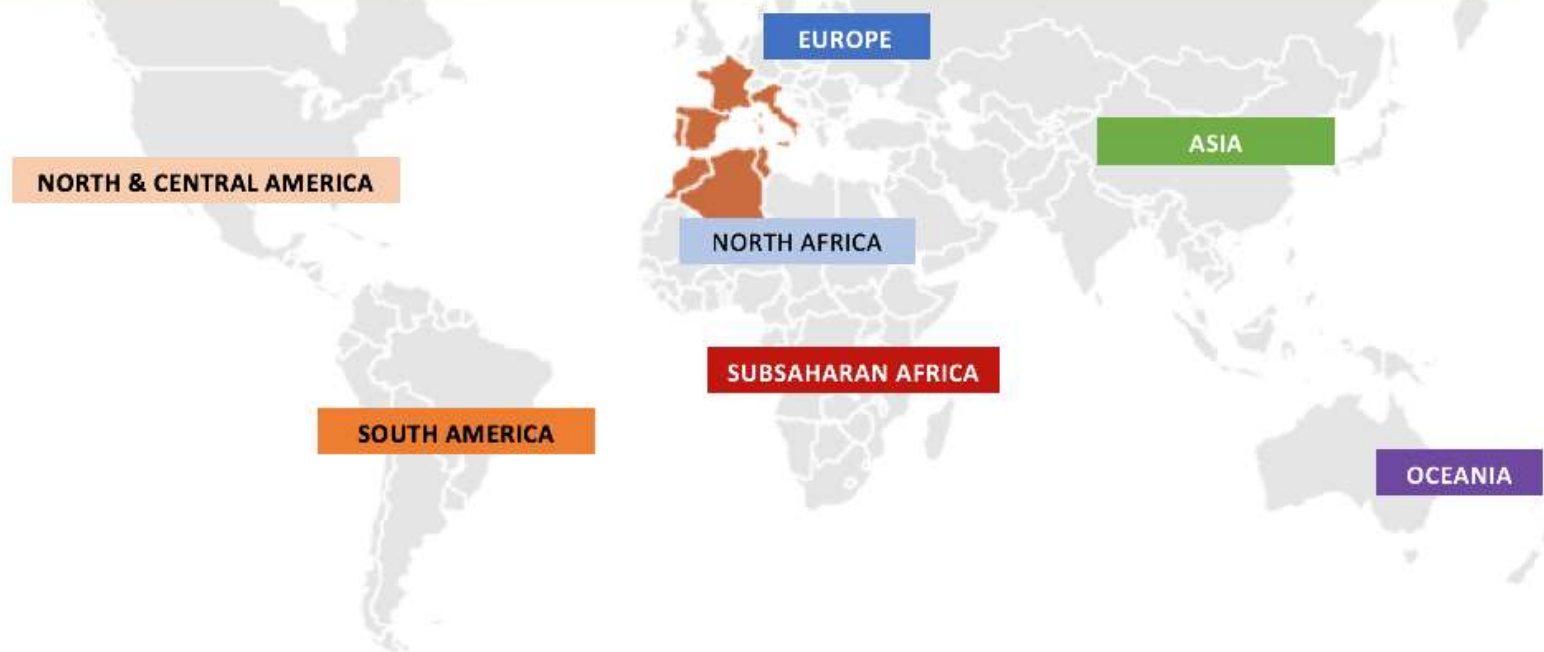 EUROPE
ASIA
NORTH & CENTRAL AMERICA
NORTH AFRICA
SUBSAHARAN AFRICA
SOUTH AMERICA
OCEANIA